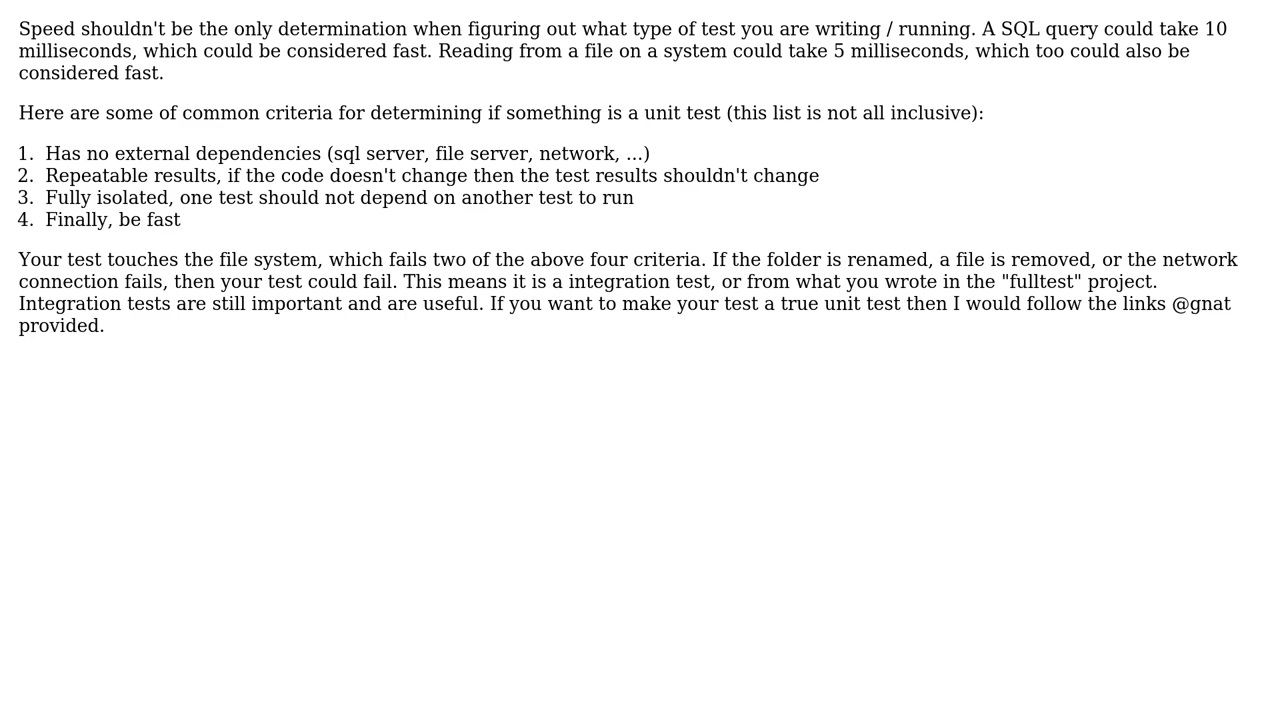 Speed shouldn't be the only determination when figuring out what type of test you are writing / running. A SQL query could take 10
milliseconds, which could be considered fast. Reading from a file on a system could take 5 milliseconds, which too could also be
considered fast.
Here are some of common criteria for determining if something is a unit test (this list is not all inclusive):
1. Has no external dependencies (sql server, file server, network, ...)
2. Repeatable results, if the code doesn't change then the test results shouldn't change
3. Fully isolated, one test should not depend on another test to run
4. Finally, be fast
Your test touches the file system, which fails two of the above four criteria. If the folder is renamed, a file is removed, or the network
connection fails, then your test could fail. This means it is a integration test, or from what you wrote in the "fulltest" project.
Integration tests are still important and are useful. If you want to make your test a true unit test then I would follow the links @gnat
provided.